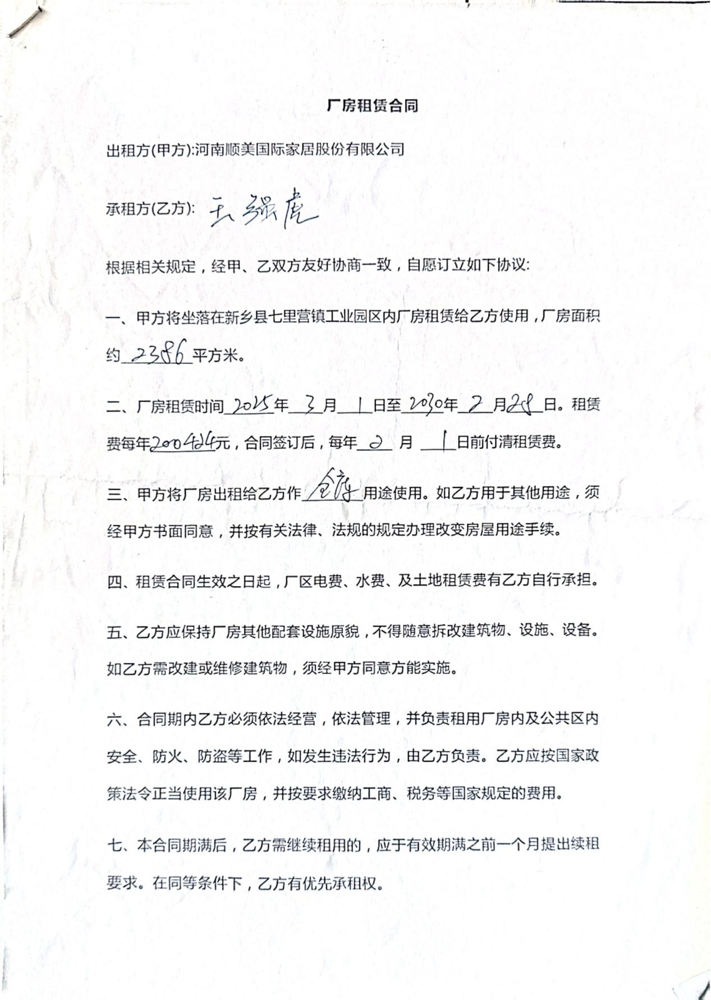 厂房租赁合同
出租方(甲方):河南顺美国际家居股份有限公司
承租方(乙方): 王强虎
根据相关规定，经甲、乙双方友好协商一致，自愿订立如下协议:
一、甲方将坐落在新乡县七里营镇工业园区内厂房租赁给乙方使用，厂房面积
约 2386 平方米。
二、厂房租赁时间 2025年 3 月 1 日至 2030年 2 月28 日。租赁
费每年200424元，合同签订后，每年 2 月 1 日前付清租赁费。
三、甲方将厂房出租给乙方作 仓库 用途使用。如乙方用于其他用途，须
经甲方书面同意，并按有关法律、法规的规定办理改变房屋用途手续。
四、租赁合同生效之日起，厂区电费、水费、及土地租赁费有乙方自行承担。
五、乙方应保持厂房其他配套设施原貌，不得随意拆改建筑物、设施、设备。
如乙方需改建或维修建筑物，须经甲方同意方能实施。
六、合同期内乙方必须依法经营，依法管理，并负责租用厂房内及公共区内
安全、防火、防盗等工作，如发生违法行为，由乙方负责。乙方应按国家政
策法令正当使用该厂房，并按要求缴纳工商、税务等国家规定的费用。
七、本合同期满后，乙方需继续租用的，应于有效期满之前一个月提出续租
要求。在同等条件下，乙方有优先承租权。